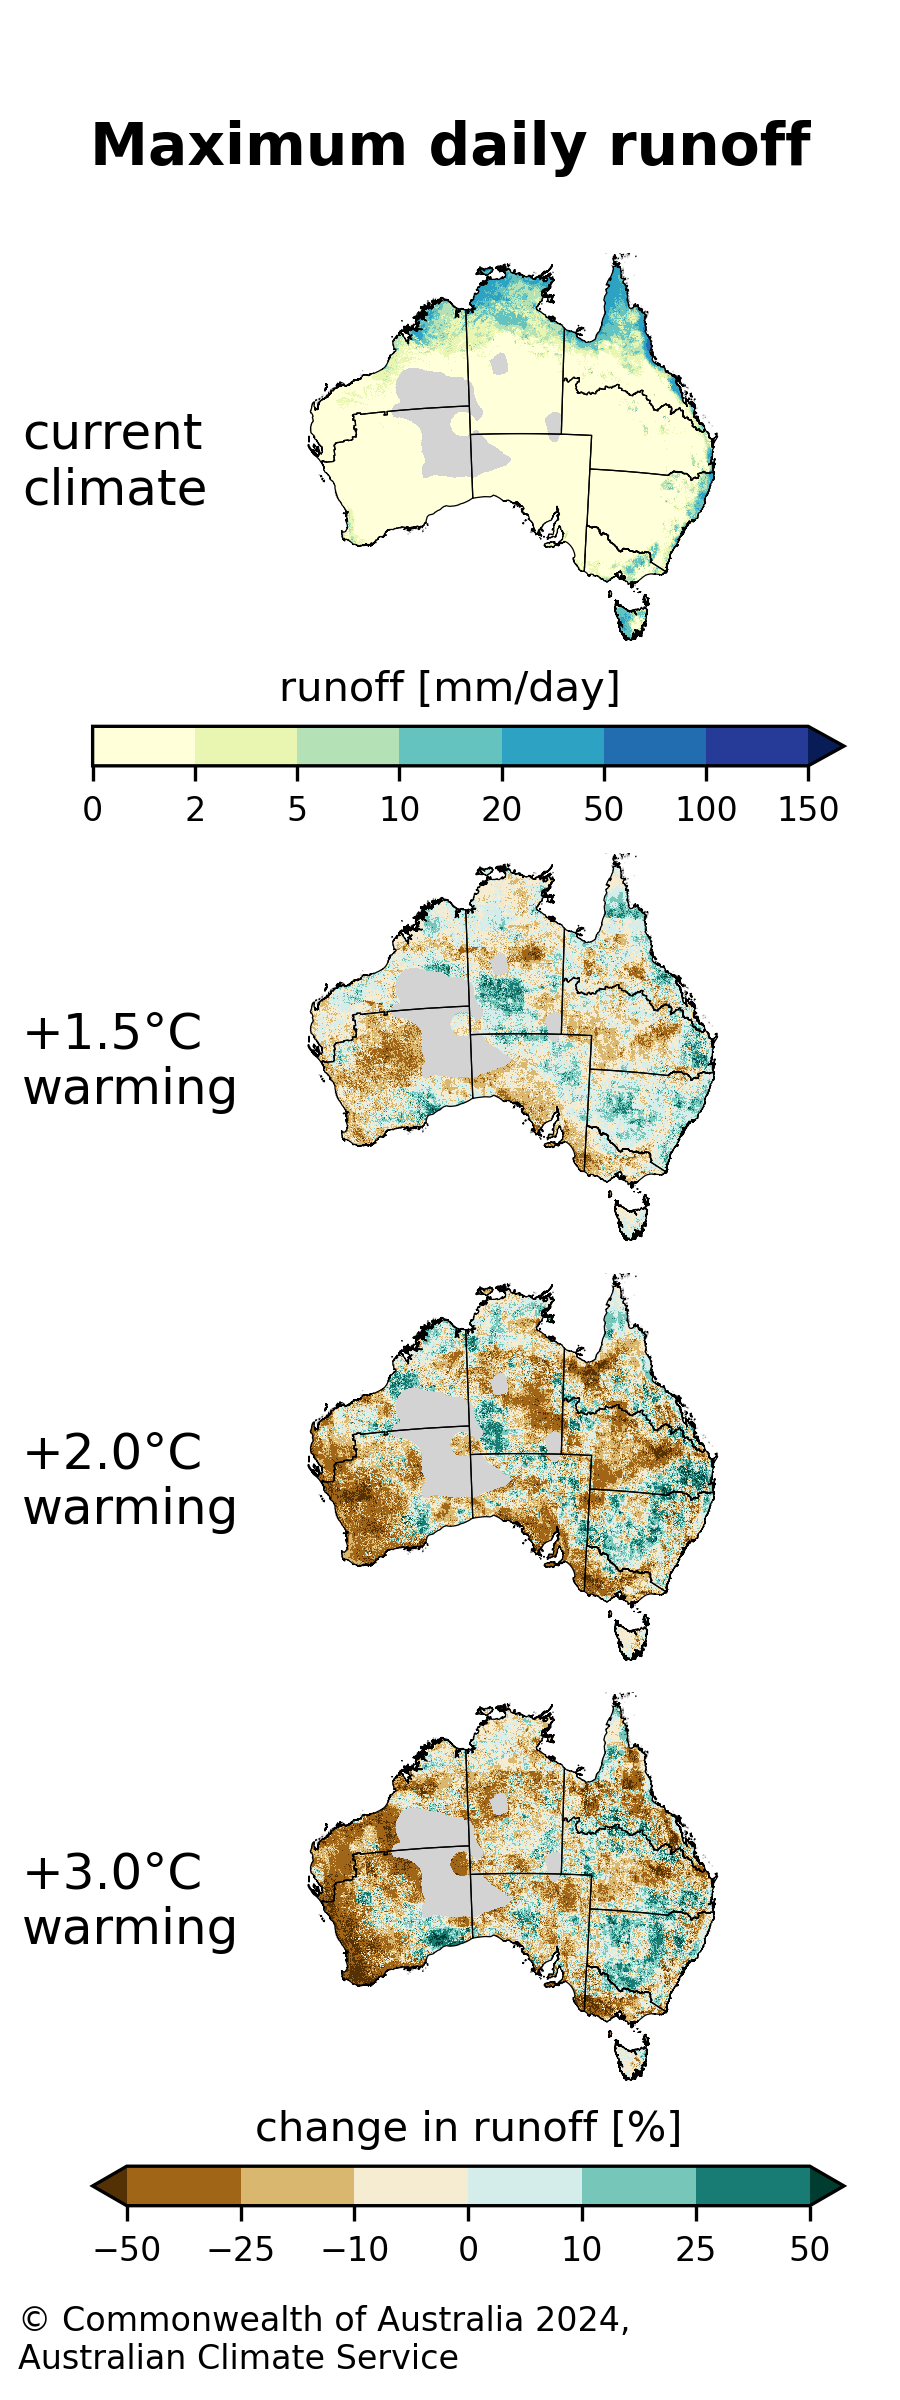 Maximum daily runoff
current
climate
runoff [mm/day]
0 2 5 10 20 50 100 150
+1.5°C
warming
+2.0°C
warming
+3.0°C
warming
change in runoff [%]
−50 −25 −10 0 10 25 50
© Commonwealth of Australia 2024,
Australian Climate Service